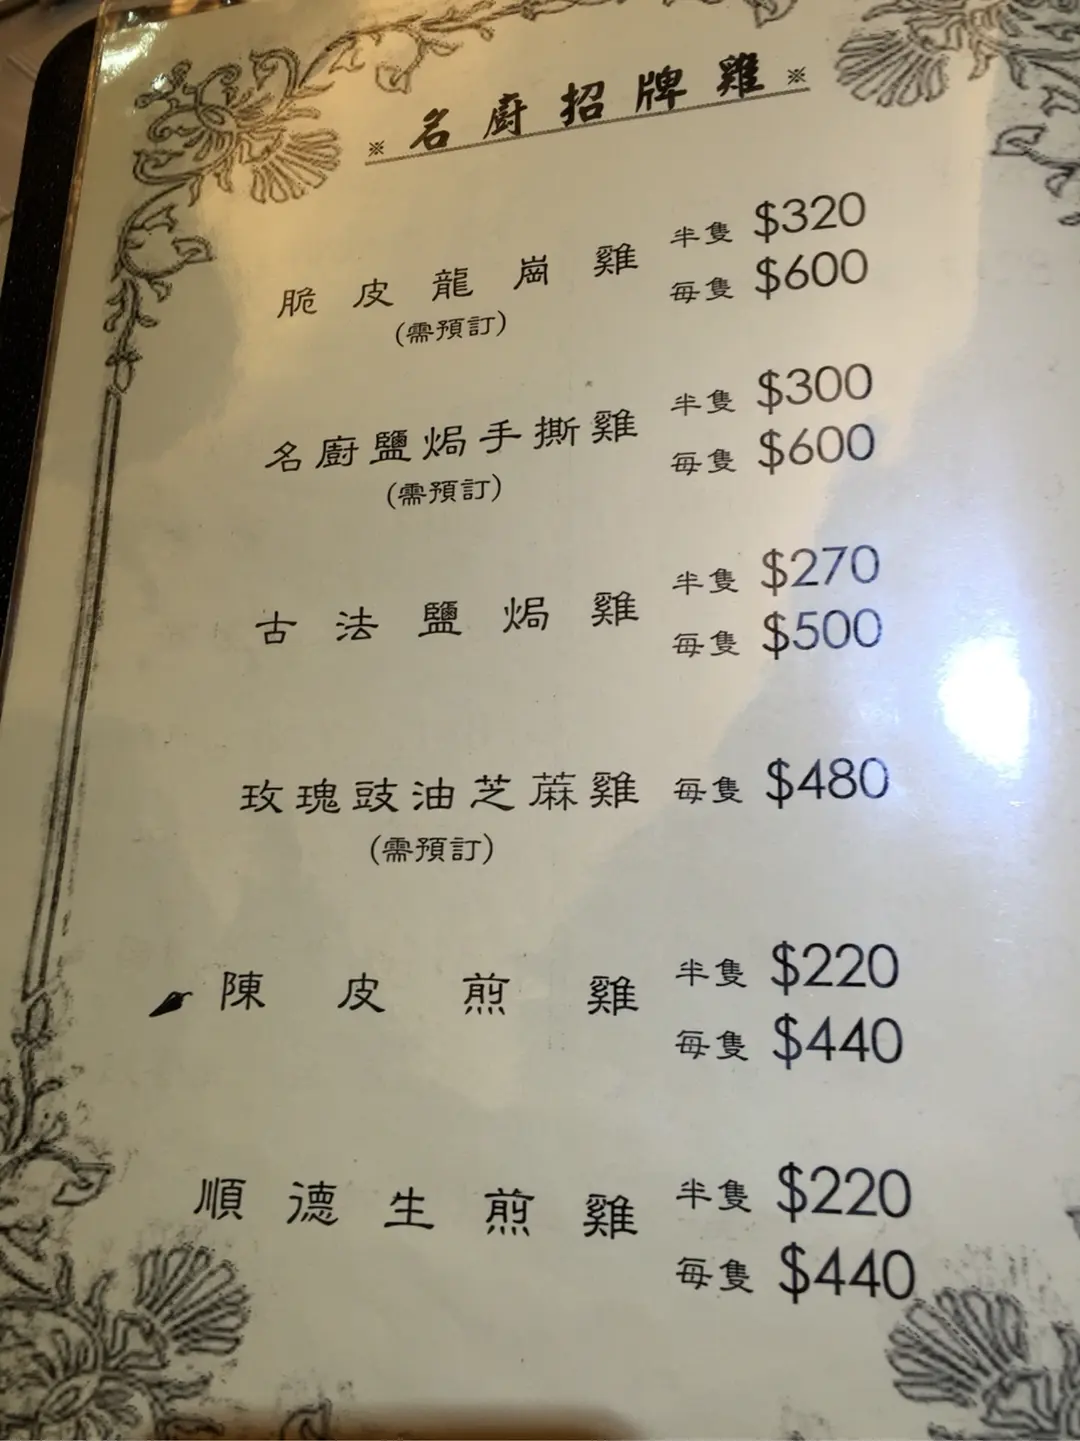 ※名廚招牌雞※
脆皮龍崗雞 半隻 $320
每隻 $600
(需預訂)
名廚鹽焗手撕雞 半隻 $300
每隻 $600
(需預訂)
古法鹽焗雞 半隻 $270
每隻 $500
玫瑰豉油芝蔴雞 每隻 $480
(需預訂)
陳皮煎雞 半隻 $220
每隻 $440
順德生煎雞 半隻 $220
每隻 $440